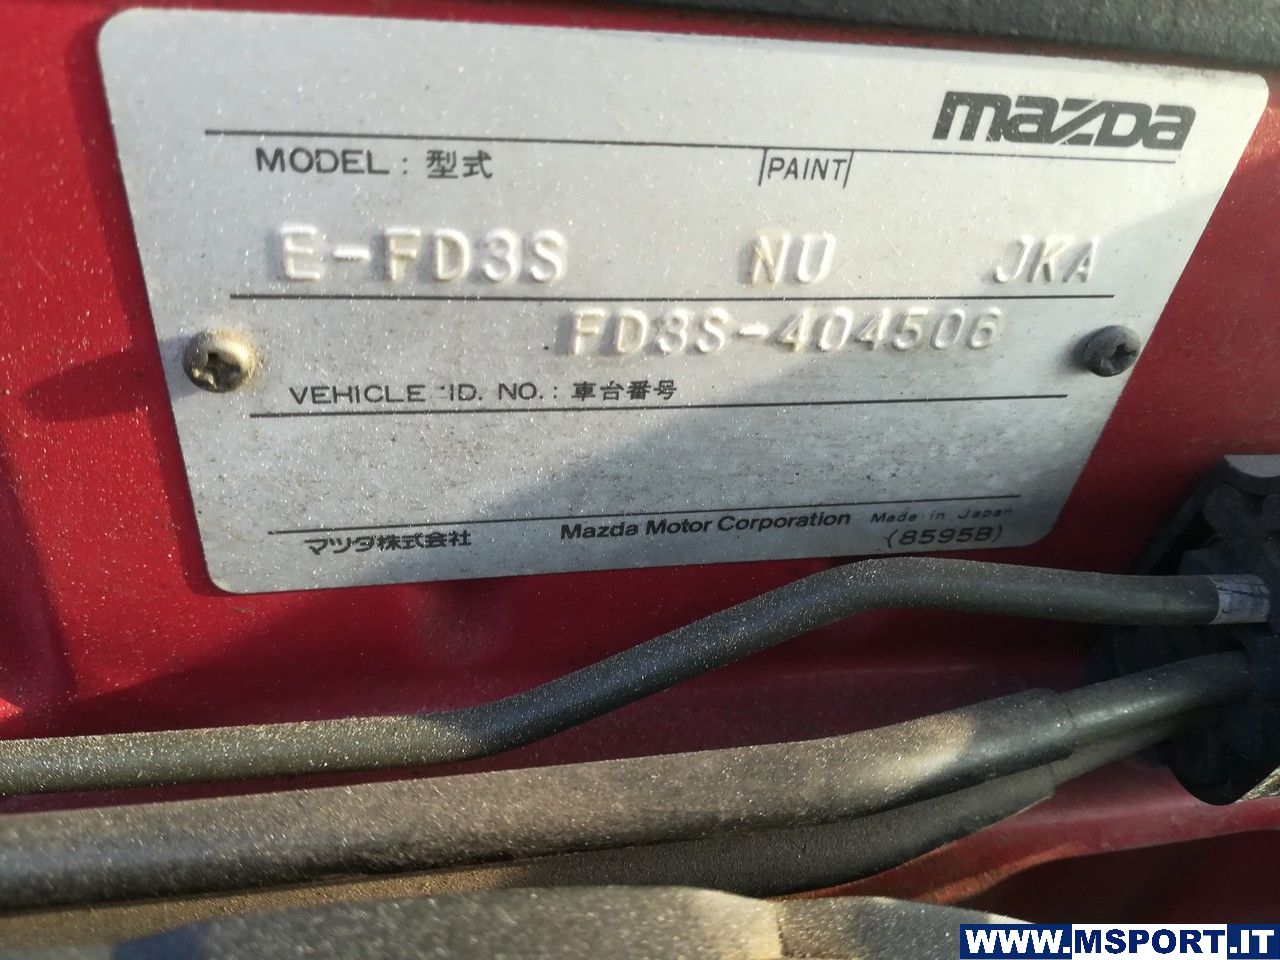 mazda
MODEL : 型式 PAINT
E-FD3S NU JKA
FD3S-404506
VEHICLE ID. NO. : 車台番号
マツダ株式会社 Mazda Motor Corporation Made in Japan
(8595B)
WWW.MSPORT.IT